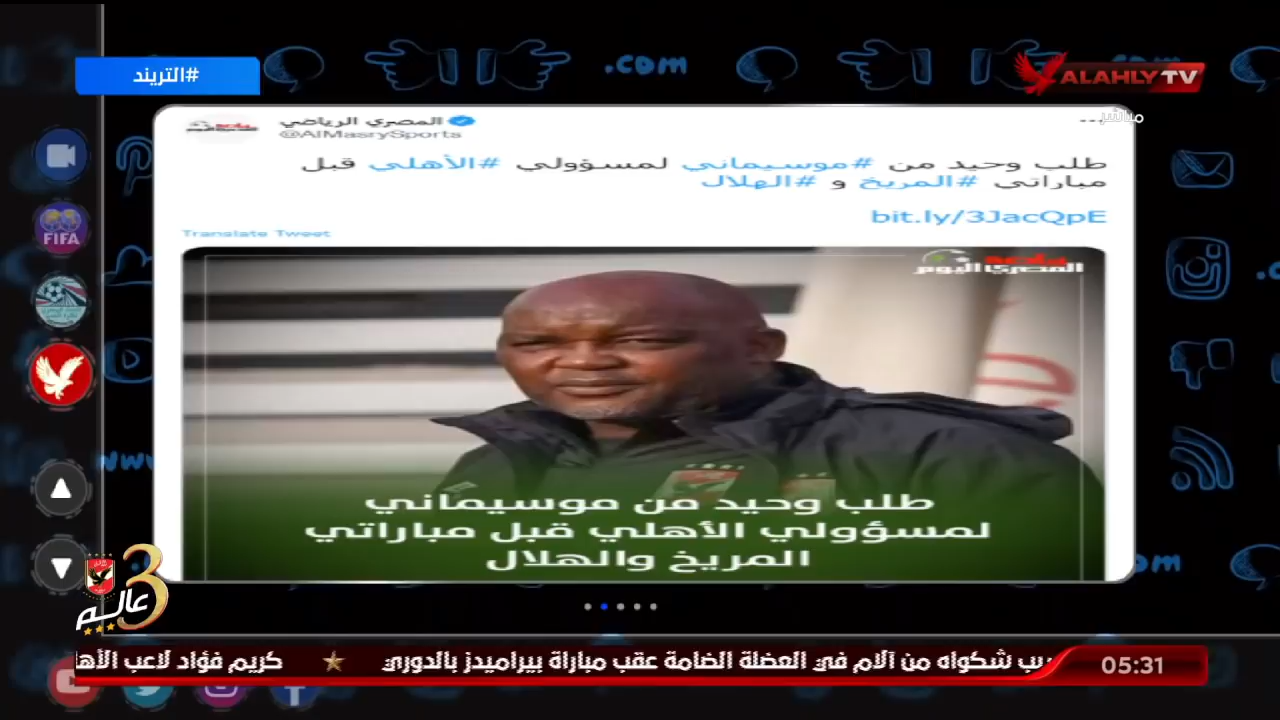 #التريند
.com
ALAHLY TV
مباشر
المصري الرياضي
@AlMasrySports
طلب وحيد من #موسيماني لمسؤولي #الأهلي قبل
مباراتي #المريخ و #الهلال
bit.ly/3JacQpE
Translate Tweet
المصري اليوم
FIFA
طلب وحيد من موسيماني
لمسؤولي الأهلي قبل مباراتي
المريخ والهلال
3
عالم
شكواه من آلام في العضلة الضامة عقب مباراة بيراميدز بالدوري ★ كريم فؤاد لاعب
05:31